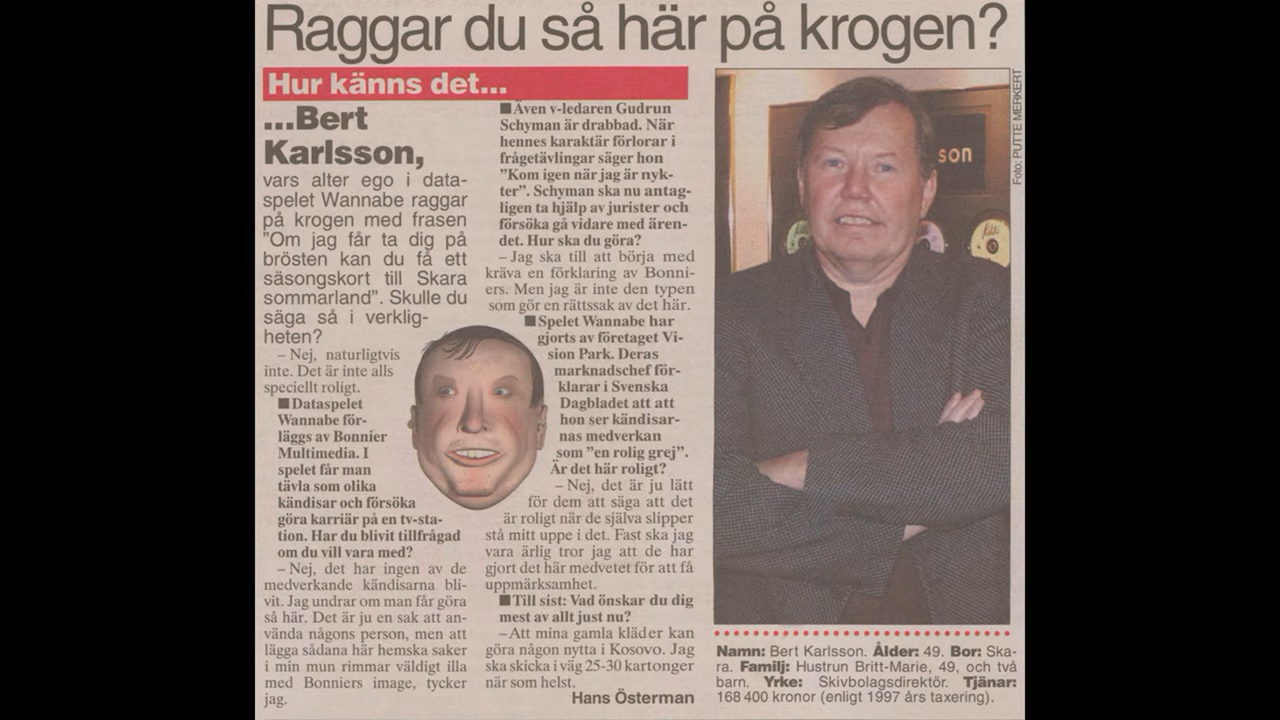 Raggar du så här på krogen?
Hur känns det...
...Bert
Karlsson,
vars alter ego i data-
spelet Wannabe raggar
på krogen med frasen
"Om jag får ta dig på
brösten kan du få ett
säsongskort till Skara
sommarland". Skulle du
säga så i verklig-
heten?
– Nej, naturligtvis
inte. Det är inte alls
speciellt roligt.
■ Dataspelet
Wannabe för-
läggs av Bonnier
Multimedia. I
spelet får man
tävla som olika
kändisar och försöka
göra karriär på en tv-sta-
tion. Har du blivit tillfrågad
om du vill vara med?
– Nej, det har ingen av de
medverkande kändisarna bli-
vit. Jag undrar om man får göra
så här. Det är ju en sak att an-
vända någons person, men att
lägga sådana här hemska saker
i min mun rimmar väldigt illa
med Bonniers image, tycker
jag.
■ Även v-ledaren Gudrun
Schyman är drabbad. När
hennes karaktär förlorar i
frågetävlingar säger hon
"Kom igen när jag är nyk-
ter". Schyman ska nu antag-
ligen ta hjälp av jurister och
försöka gå vidare med ären-
det. Hur ska du göra?
– Jag ska till att börja med
kräva en förklaring av Bonni-
ers. Men jag är inte den typen
som gör en rättssak av det här.
■ Spelet Wannabe har
gjorts av företaget Vi-
sion Park. Deras
marknadschef för-
klarar i Svenska
Dagbladet att att
hon ser kändisar-
nas medverkan
som "en rolig grej".
Är det här roligt?
– Nej, det är ju lätt
för dem att säga att det
är roligt när de själva slipper
stå mitt uppe i det. Fast ska jag
vara ärlig tror jag att de har
gjort det här medvetet för att få
uppmärksamhet.
■ Till sist: Vad önskar du dig
mest av allt just nu?
– Att mina gamla kläder kan
göra någon nytta i Kosovo. Jag
ska skicka i väg 25-30 kartonger
när som helst.
Hans Österman
son
Foto: PUTTE MERKERT
Namn: Bert Karlsson. Ålder: 49. Bor: Ska-
ra. Familj: Hustrun Britt-Marie, 49, och två
barn. Yrke: Skivbolagsdirektör. Tjänar:
168 400 kronor (enligt 1997 års taxering).